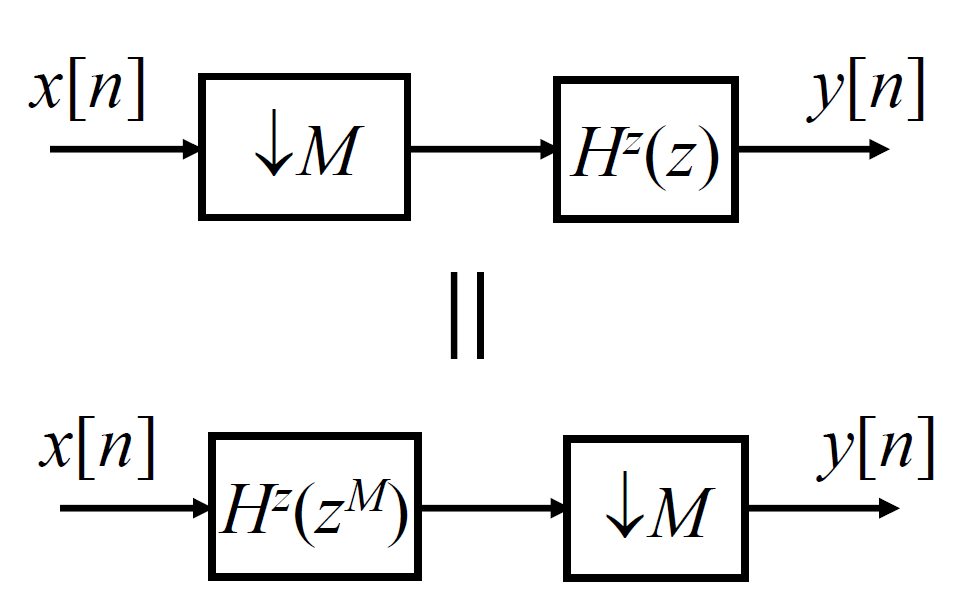 x[n] ↓M H^z(z) y[n]
||
x[n] H^z(z^M) ↓M y[n]